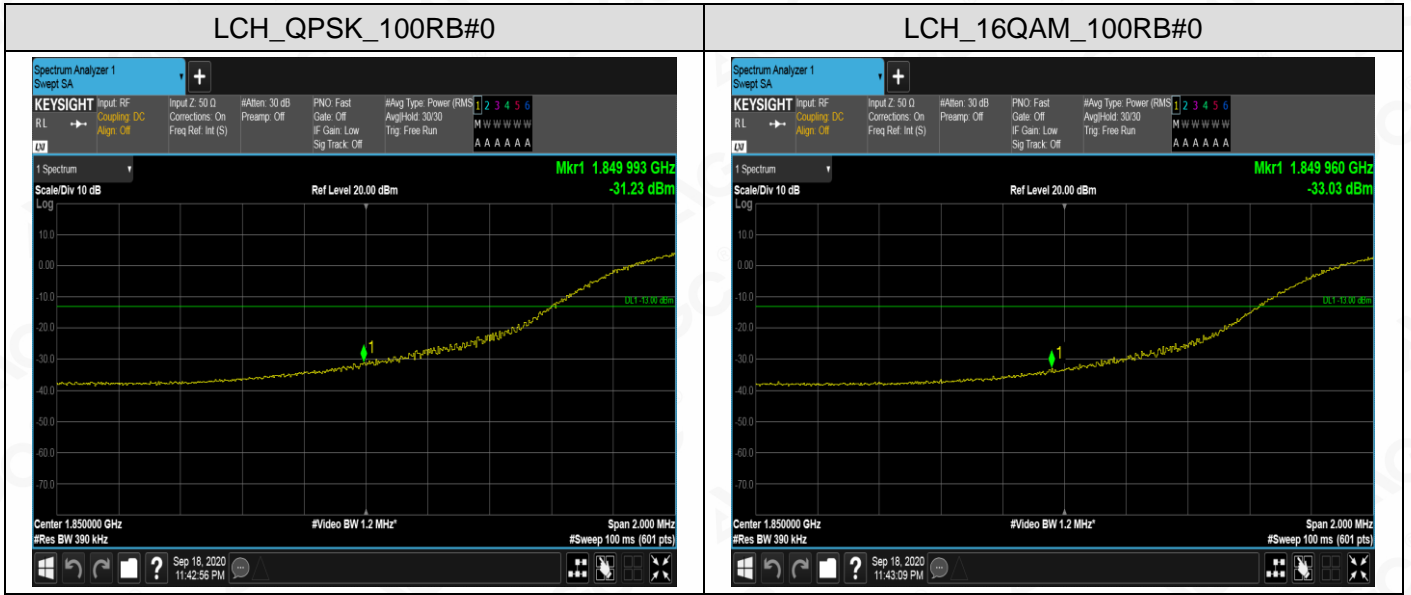 LCH_QPSK_100RB#0
LCH_16QAM_100RB#0
Spectrum Analyzer 1
Swept SA
+
KEYSIGHT Input: RF Input Z: 50 Ω #Atten: 30 dB PNO: Fast #Avg Type: Power (RMS 1 2 3 4 5 6
RL Coupling: DC Corrections: On Preamp: Off Gate: Off Avg|Hold: 30/30 M W W W W W
Align: Off Freq Ref: Int (S) IF Gain: Low Trig: Free Run
LXI Sig Track: Off A A A A A A
1 Spectrum Mkr1 1.849 993 GHz
Scale/Div 10 dB Ref Level 20.00 dBm -31.23 dBm
Log
10.0
0.00
-10.0
DL1 -13.00 dBm
-20.0
-30.0
1
-40.0
-50.0
-60.0
-70.0
Center 1.850000 GHz #Video BW 1.2 MHz* Span 2.000 MHz
#Res BW 390 kHz #Sweep 100 ms (601 pts)
? Sep 18, 2020
11:42:56 PM
Spectrum Analyzer 1
Swept SA
+
KEYSIGHT Input: RF Input Z: 50 Ω #Atten: 30 dB PNO: Fast #Avg Type: Power (RMS 1 2 3 4 5 6
RL Coupling: DC Corrections: On Preamp: Off Gate: Off Avg|Hold: 30/30 M W W W W W
Align: Off Freq Ref: Int (S) IF Gain: Low Trig: Free Run
LXI Sig Track: Off A A A A A A
1 Spectrum Mkr1 1.849 960 GHz
Scale/Div 10 dB Ref Level 20.00 dBm -33.03 dBm
Log
10.0
0.00
-10.0
DL1 -13.00 dBm
-20.0
-30.0
1
-40.0
-50.0
-60.0
-70.0
Center 1.850000 GHz #Video BW 1.2 MHz* Span 2.000 MHz
#Res BW 390 kHz #Sweep 100 ms (601 pts)
? Sep 18, 2020
11:43:09 PM